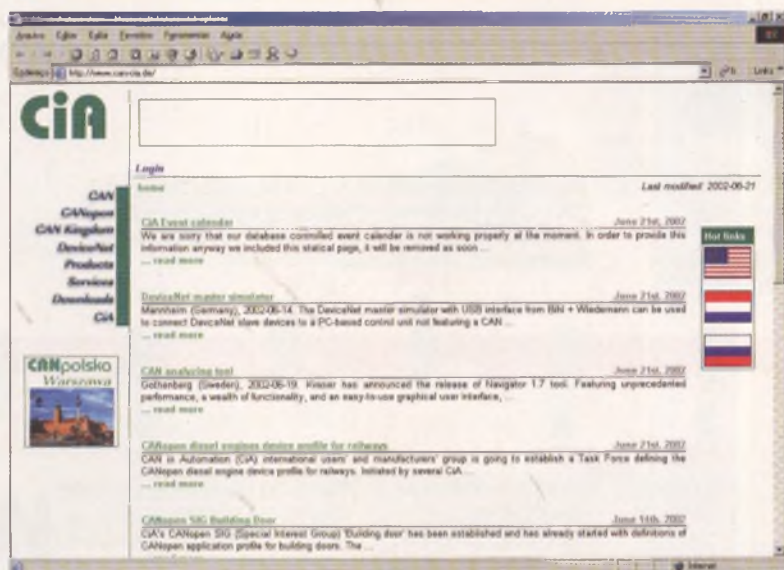 Microsoft Internet Explorer
Ajuda
http://www.can-cia.de/
Links
CiA
Login
home
Last modified: 2002-06-21
CAN
CANopen
CAN Kingdom
DeviceNet
Products
Services
Downloads
CiA
CiA Event calender
June 21st, 2002
We are sorry that our database controlled event calender is not working properly at the moment. In order to provide this
information anyway we included this statical page, it will be removed as soon ...
... read more
Hot links
DeviceNet master simulator
June 21st, 2002
Mannheim (Germany), 2002-06-14. The DeviceNet master simulator with USB interface from Bihl + Wiedemann can be used
to connect DeviceNet slave devices to a PC-based control unit not featuring a CAN ...
... read more
CAN analyzing tool
June 21st, 2002
Gothenberg (Sweden), 2002-06-19. Kvaser has announced the release of Navigator 1.7 tool. Featuring unprecedented
performance, a wealth of functionality, and an easy-to-use graphical user interface, ...
... read more
CANpolska
Warszawa
CANopen diesel engines device profile for railways
June 21st, 2002
CAN in Automation (CiA) international users' and manufacturers' group is going to establish a Task Force defining the
CANopen diesel engine device profile for railways. Initiated by several CiA ...
... read more
CANopen SIG Building Door
June 14th, 2002
CiA's CANopen SIG (Special Interest Group) 'Building door' has been established and has already started with definitions of
CANopen application profile for building doors. The ...
Internet